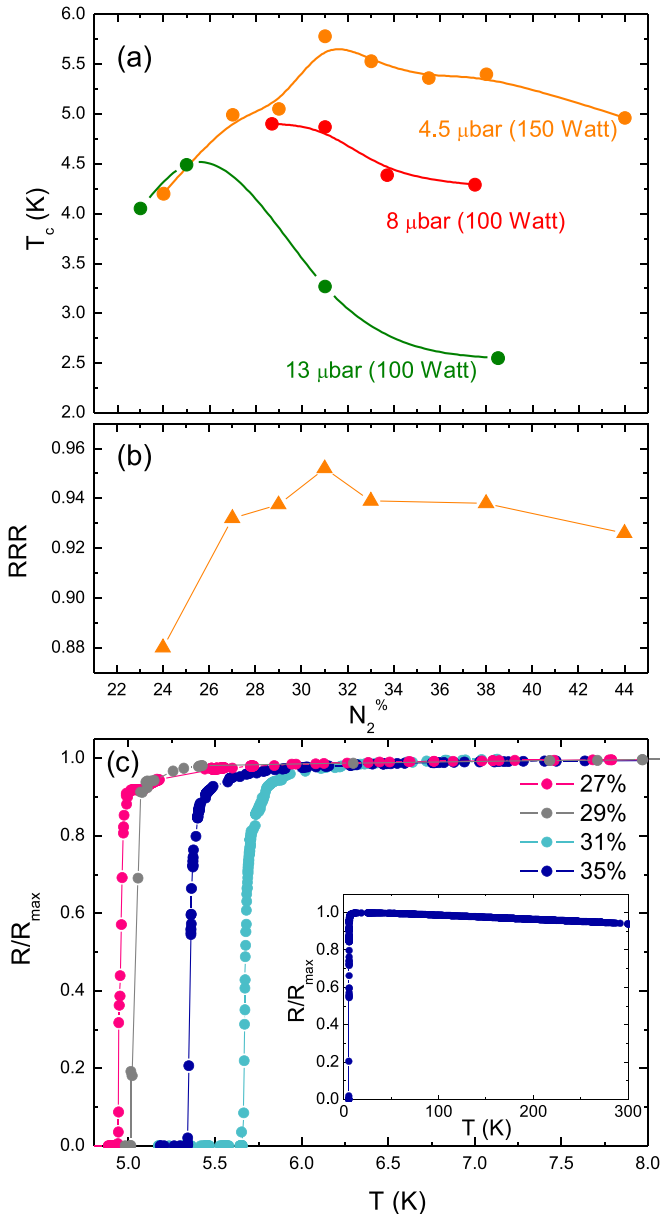 (a)
6.0
5.5
5.0
4.5
4.0
3.5
3.0
2.5
2.0
T_c (K)
4.5 μbar (150 Watt)
8 μbar (100 Watt)
13 μbar (100 Watt)
(b)
0.96
0.94
0.92
0.90
0.88
RRR
22 24 26 28 30 32 34 36 38 40 42 44
N_2^%
(c)
1.0
0.8
0.6
0.4
0.2
0.0
R/R_max
27%
29%
31%
35%
1.0
0.8
0.6
0.4
0.2
0.0
R/R_max
0 100 200 300
T (K)
5.0 5.5 6.0 6.5 7.0 7.5 8.0
T (K)